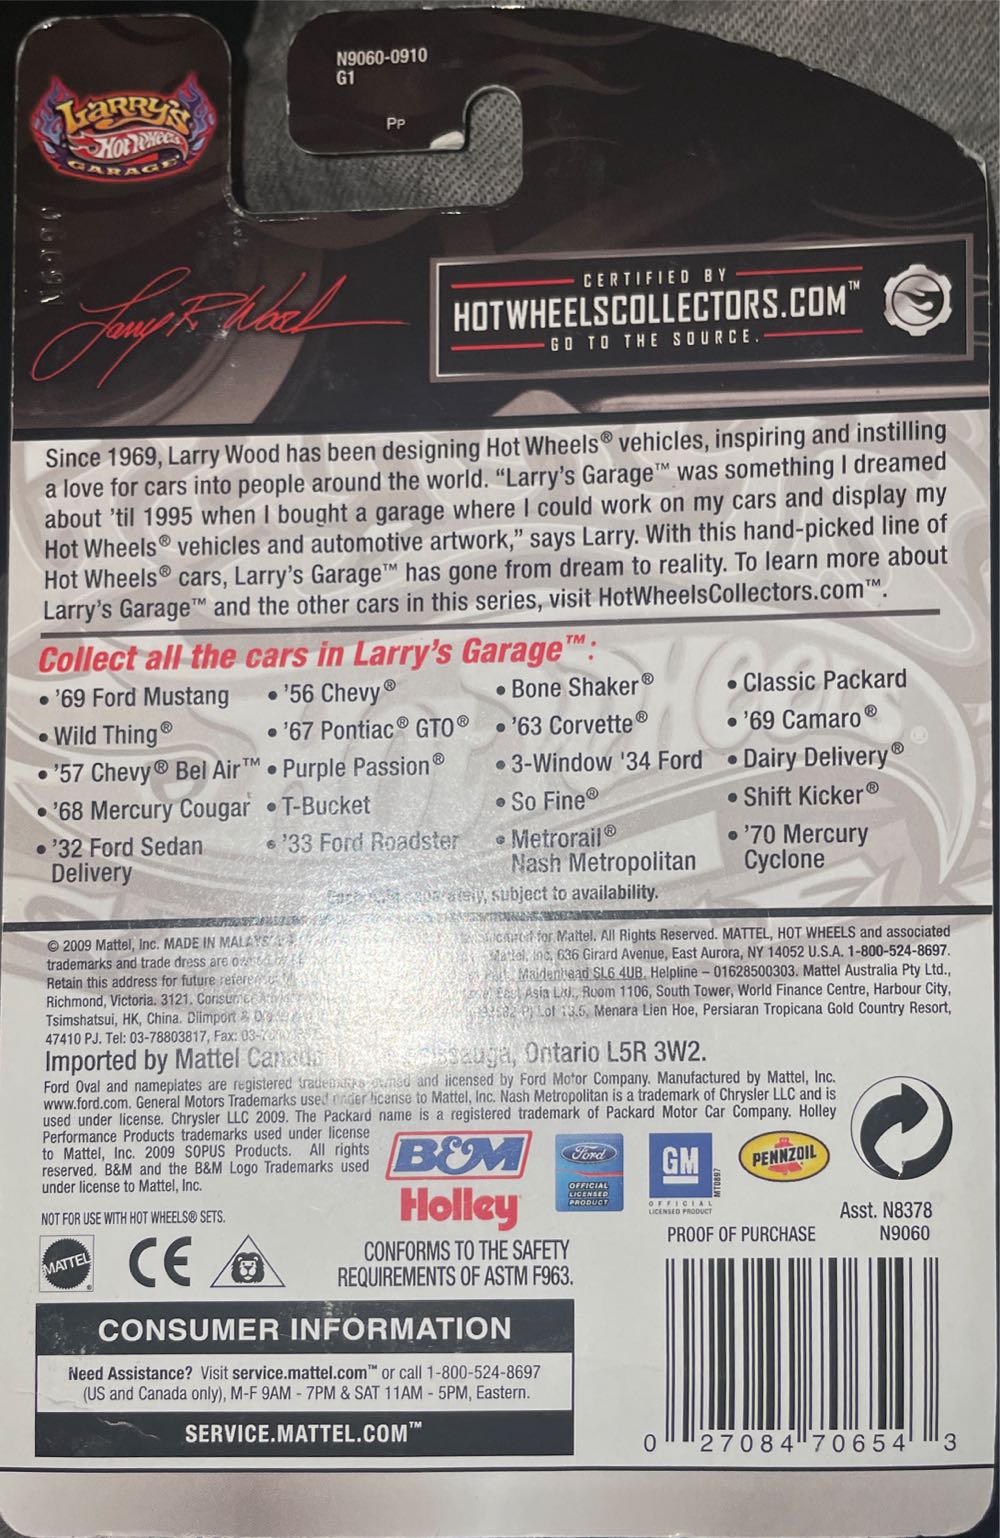 N9060-0910
G1
PP
LARRY'S
HOT WHEELS
GARAGE
Larry R Wood
CERTIFIED BY
HOTWHEELSCOLLECTORS.COM™
GO TO THE SOURCE.
Since 1969, Larry Wood has been designing Hot Wheels® vehicles, inspiring and instilling
a love for cars into people around the world. “Larry’s Garage™ was something I dreamed
about ’til 1995 when I bought a garage where I could work on my cars and display my
Hot Wheels® vehicles and automotive artwork,” says Larry. With this hand-picked line of
Hot Wheels® cars, Larry’s Garage™ has gone from dream to reality. To learn more about
Larry’s Garage™ and the other cars in this series, visit HotWheelsCollectors.com™.
Collect all the cars in Larry’s Garage™:
• ’69 Ford Mustang
• Wild Thing®
• ’57 Chevy® Bel Air™
• ’68 Mercury Cougar
• ’32 Ford Sedan
Delivery
• ’56 Chevy®
• ’67 Pontiac® GTO®
• Purple Passion®
• T-Bucket
• ’33 Ford Roadster
• Bone Shaker®
• ’63 Corvette®
• 3-Window '34 Ford
• So Fine®
• Metrorail®
Nash Metropolitan
• Classic Packard
• ’69 Camaro®
• Dairy Delivery®
• Shift Kicker®
• ’70 Mercury
Cyclone
subject to availability.
© 2009 Mattel, Inc. MADE IN MALAYSIA for Mattel. All Rights Reserved. MATTEL, HOT WHEELS and associated
trademarks and trade dress are Mattel, Inc. 636 Girard Avenue, East Aurora, NY 14052 U.S.A. 1-800-524-8697.
Retain this address for future reference Maidenhead SL6 4UB. Helpline – 01628500303. Mattel Australia Pty Ltd.,
Richmond, Victoria. 3121. Consumer East Asia Ltd., Room 1106, South Tower, World Finance Centre, Harbour City,
Tsimshatsui, HK, China. Diimport & Lot 13.5, Menara Lien Hoe, Persiaran Tropicana Gold Country Resort,
47410 PJ. Tel: 03-78803817, Fax:
Imported by Mattel Canada Mississauga, Ontario L5R 3W2.
Ford Oval and nameplates are registered trademarks owned and licensed by Ford Motor Company. Manufactured by Mattel, Inc.
www.ford.com. General Motors Trademarks used under license to Mattel, Inc. Nash Metropolitan is a trademark of Chrysler LLC and is
used under license. Chrysler LLC 2009. The Packard name is a registered trademark of Packard Motor Car Company. Holley
Performance Products trademarks used under license
to Mattel, Inc. 2009 SOPUS Products. All rights
reserved. B&M and the B&M Logo Trademarks used
under license to Mattel, Inc.
B&M
Holley
Ford
OFFICIAL
LICENSED
PRODUCT
GM
OFFICIAL
LICENSED PRODUCT
MT0897
PENNZOIL
NOT FOR USE WITH HOT WHEELS® SETS.
Asst. N8378
N9060
PROOF OF PURCHASE
MATTEL
CE
CONFORMS TO THE SAFETY
REQUIREMENTS OF ASTM F963.
CONSUMER INFORMATION
Need Assistance? Visit service.mattel.com™ or call 1-800-524-8697
(US and Canada only), M-F 9AM - 7PM & SAT 11AM - 5PM, Eastern.
SERVICE.MATTEL.COM™
0 27084 70654 3